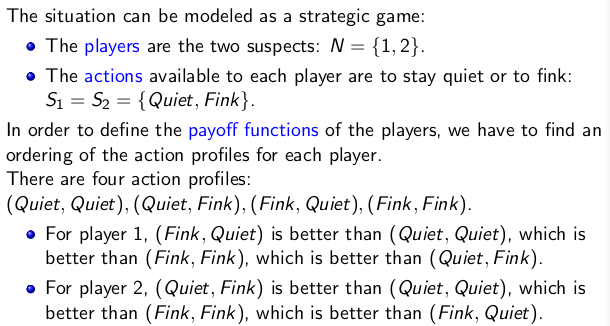 The situation can be modeled as a strategic game:
The players are the two suspects: N = {1, 2}.
The actions available to each player are to stay quiet or to fink:
S₁ = S₂ = {Quiet, Fink}.
In order to define the payoff functions of the players, we have to find an
ordering of the action profiles for each player.
There are four action profiles:
(Quiet, Quiet), (Quiet, Fink), (Fink, Quiet), (Fink, Fink).
For player 1, (Fink, Quiet) is better than (Quiet, Quiet), which is
better than (Fink, Fink), which is better than (Quiet, Fink).
For player 2, (Quiet, Fink) is better than (Quiet, Quiet), which is
better than (Fink, Fink), which is better than (Fink, Quiet).